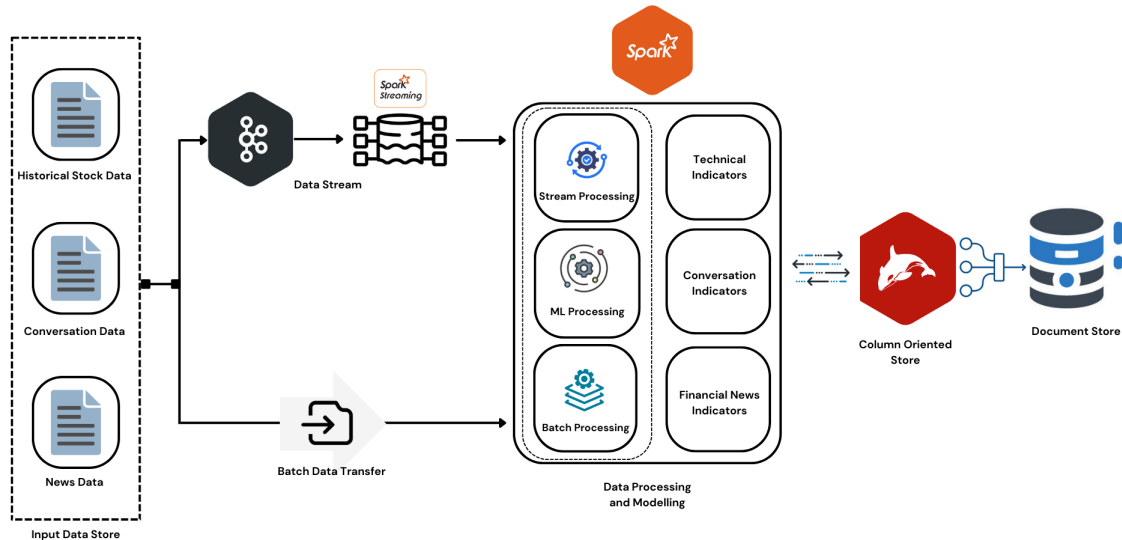 Historical Stock Data
Conversation Data
News Data
Input Data Store
Data Stream
Spark
Streaming
Batch Data Transfer
Spark
Stream Processing
ML Processing
Batch Processing
Technical
Indicators
Conversation
Indicators
Financial News
Indicators
Data Processing
and Modelling
Column Oriented
Store
Document Store